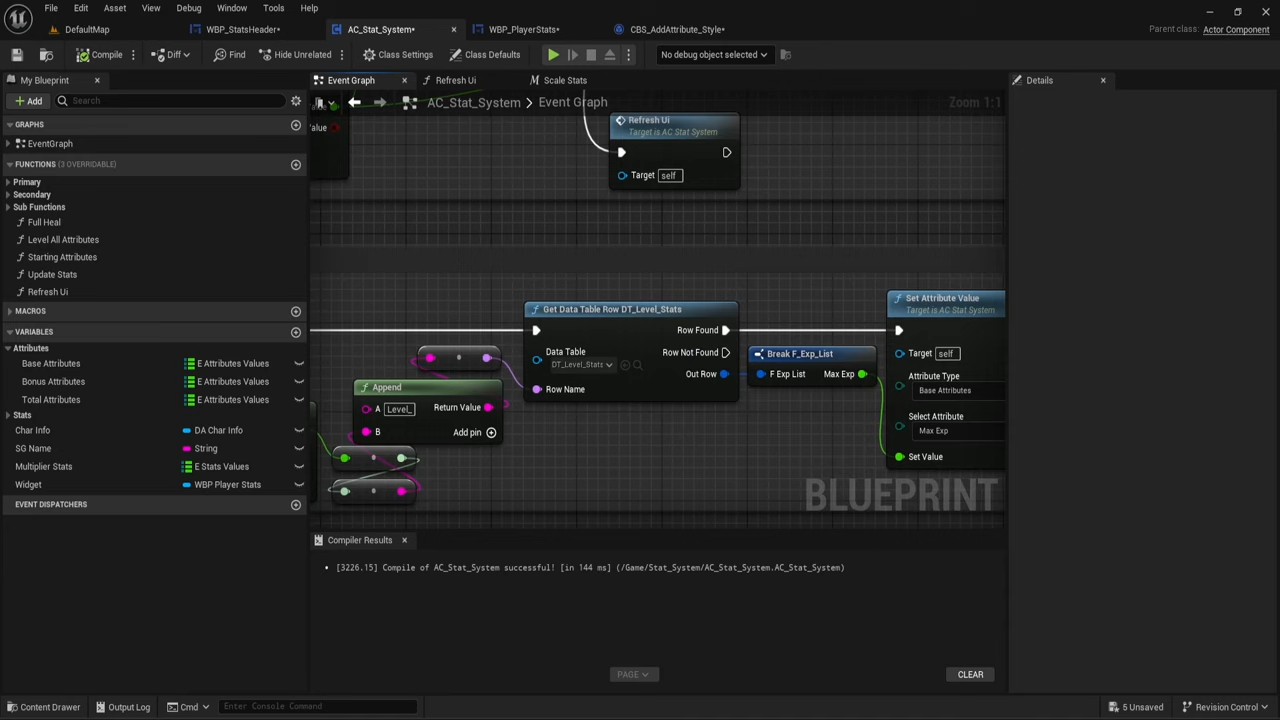 File Edit Asset View Debug Window Tools Help
DefaultMap WBP_StatsHeader* AC_Stat_System* WBP_PlayerStats* CBS_AddAttribute_Style*
Parent class: Actor Component
Compile Diff Find Hide Unrelated Class Settings Class Defaults No debug object selected
My Blueprint Event Graph Refresh Ui Scale Stats Details
Add Search
AC_Stat_System > Event Graph Zoom 1:1
GRAPHS
EventGraph
FUNCTIONS (3 OVERRIDABLE)
Primary
Secondary
Sub Functions
Full Heal
Level All Attributes
Starting Attributes
Update Stats
Refresh Ui
MACROS
VARIABLES
Attributes
Base Attributes E Attributes Values
Bonus Attributes E Attributes Values
Total Attributes E Attributes Values
Stats
Char Info DA Char Info
SG Name String
Multiplier Stats E Stats Values
Widget WBP Player Stats
EVENT DISPATCHERS
Value
Refresh Ui
Target is AC Stat System
Target self
Append
A Level_ Return Value
B Add pin
Get Data Table Row DT_Level_Stats
Row Found
Data Table
DT_Level_Stats
Row Not Found
Out Row
Row Name
Break F_Exp_List
F Exp List Max Exp
Set Attribute Value
Target is AC Stat System
Target self
Attribute Type
Base Attributes
Select Attribute
Max Exp
Set Value
BLUEPRINT
Compiler Results
[3226.15] Compile of AC_Stat_System successful! [in 144 ms] (/Game/Stat_System/AC_Stat_System.AC_Stat_System)
PAGE CLEAR
Content Drawer Output Log Cmd Enter Console Command 5 Unsaved Revision Control